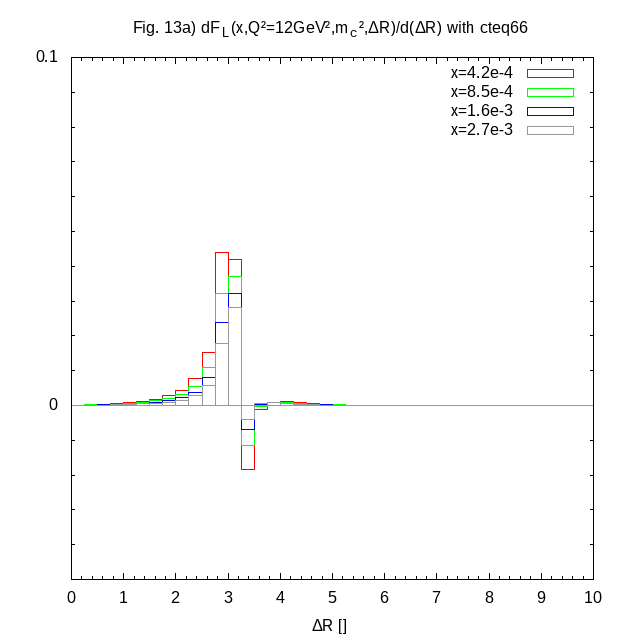 Fig. 13a) dF_L(x,Q²=12GeV²,m_c²,ΔR)/d(ΔR) with cteq66
0.1
x=4.2e-4
x=8.5e-4
x=1.6e-3
x=2.7e-3
0
0 1 2 3 4 5 6 7 8 9 10
ΔR []